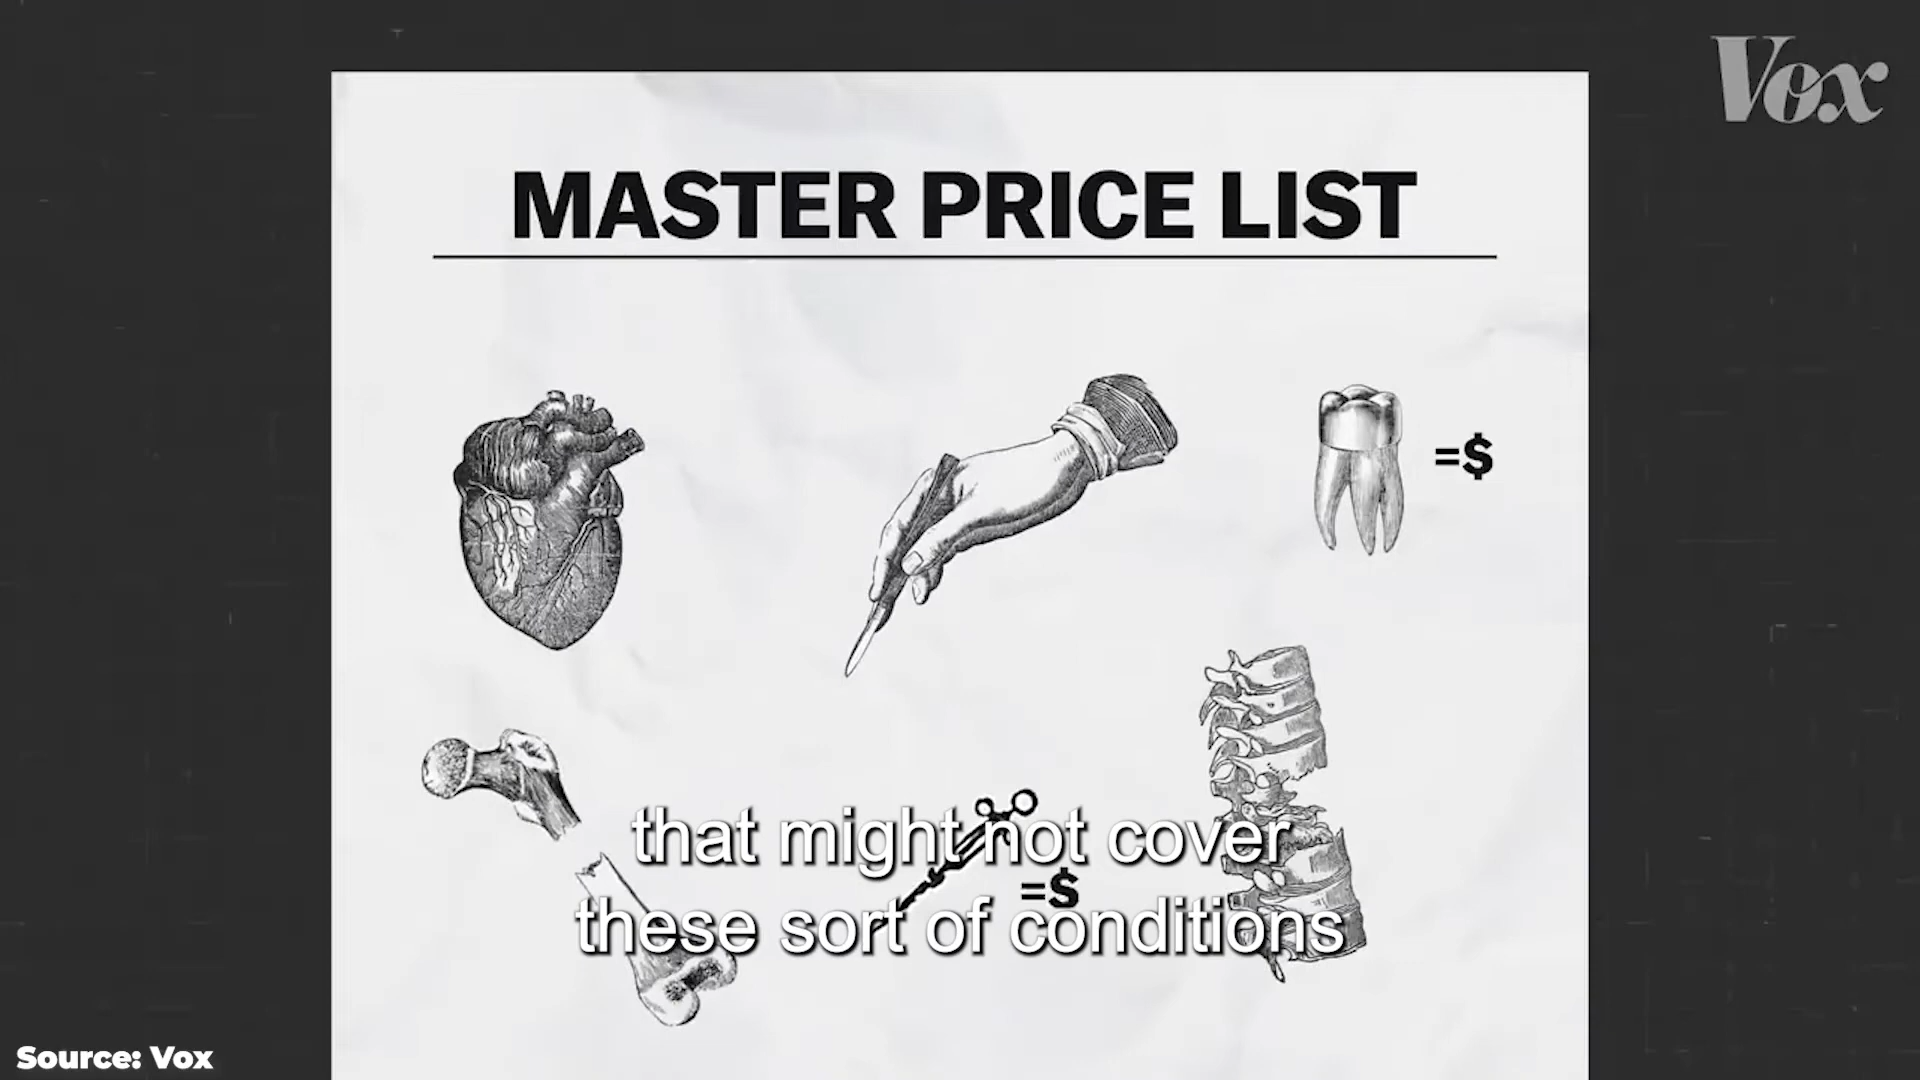 Vox
MASTER PRICE LIST
=$
that might not cover
=$
these sort of conditions
Source: Vox